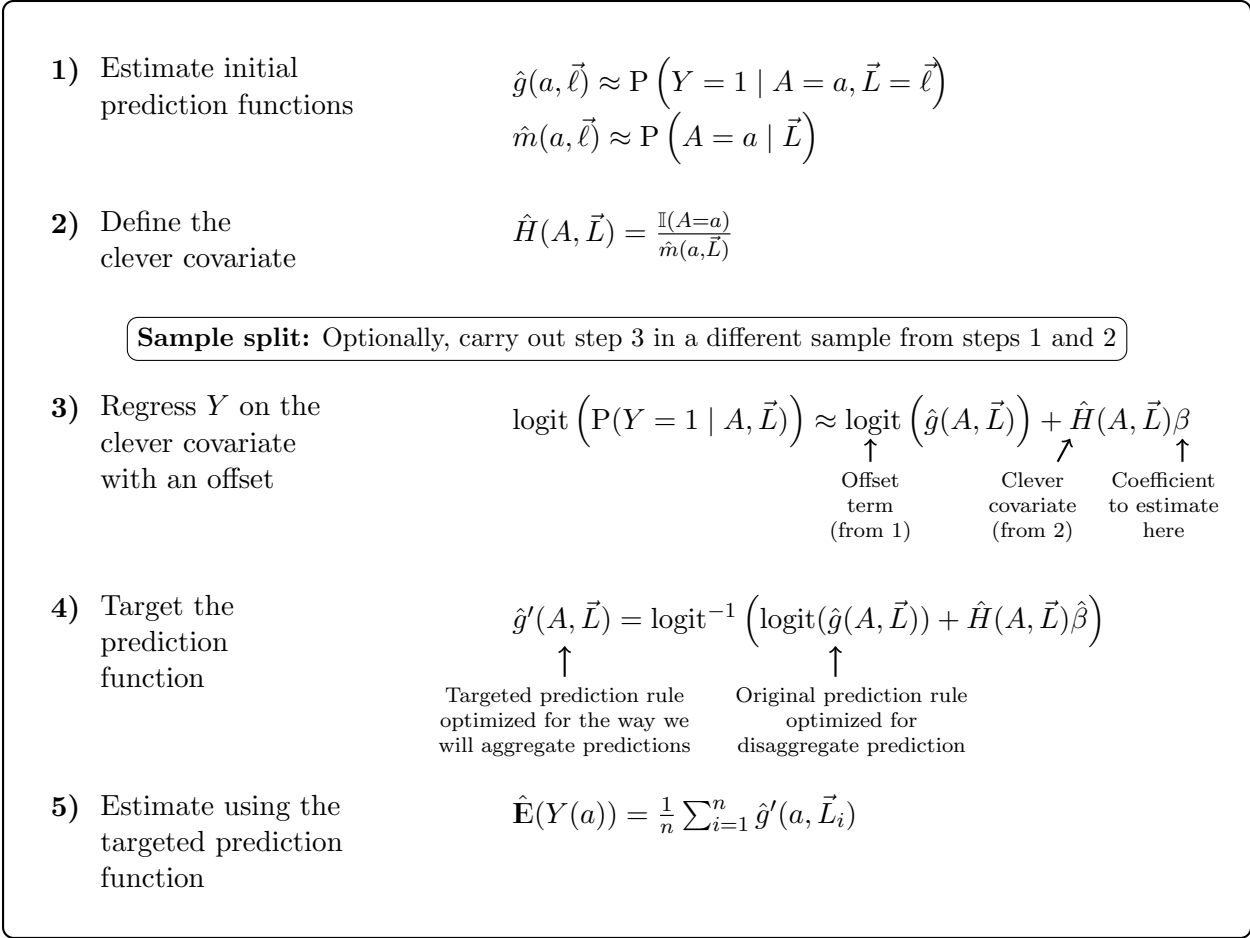 1) Estimate initial
prediction functions
ĝ(a, ℓ⃗) ≈ P(Y = 1 | A = a, L⃗ = ℓ⃗)
m̂(a, ℓ⃗) ≈ P(A = a | L⃗)
2) Define the
clever covariate
Ĥ(A, L⃗) = 𝕀(A=a) / m̂(a,L⃗)
Sample split: Optionally, carry out step 3 in a different sample from steps 1 and 2
3) Regress Y on the
clever covariate
with an offset
logit(P(Y = 1 | A, L⃗)) ≈ logit(ĝ(A, L⃗)) + Ĥ(A, L⃗)β
Offset
term
(from 1)
Clever
covariate
(from 2)
Coefficient
to estimate
here
4) Target the
prediction
function
ĝ′(A, L⃗) = logit⁻¹(logit(ĝ(A, L⃗)) + Ĥ(A, L⃗)β̂)
Targeted prediction rule
optimized for the way we
will aggregate predictions
Original prediction rule
optimized for
disaggregate prediction
5) Estimate using the
targeted prediction
function
Ê(Y(a)) = 1/n ∑ⁿᵢ₌₁ ĝ′(a, L⃗ᵢ)